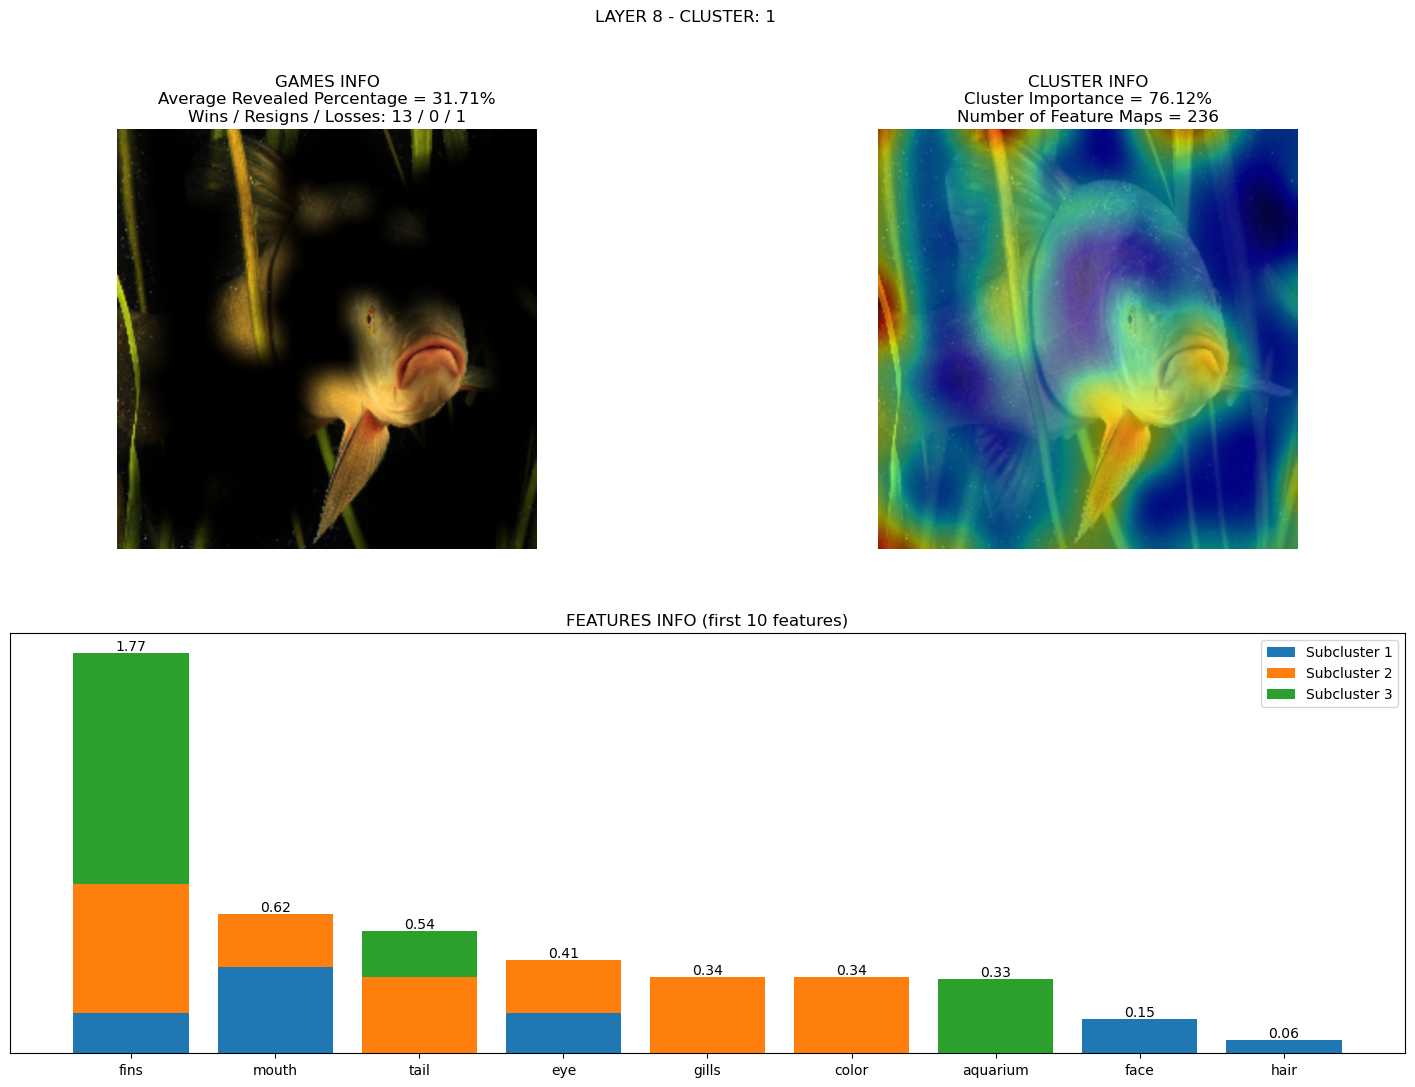 LAYER 8 - CLUSTER: 1
GAMES INFO
Average Revealed Percentage = 31.71%
Wins / Resigns / Losses: 13 / 0 / 1
CLUSTER INFO
Cluster Importance = 76.12%
Number of Feature Maps = 236
FEATURES INFO (first 10 features)
1.77
0.62
0.54
0.41
0.34
0.34
0.33
0.15
0.06
Subcluster 1
Subcluster 2
Subcluster 3
fins
mouth
tail
eye
gills
color
aquarium
face
hair